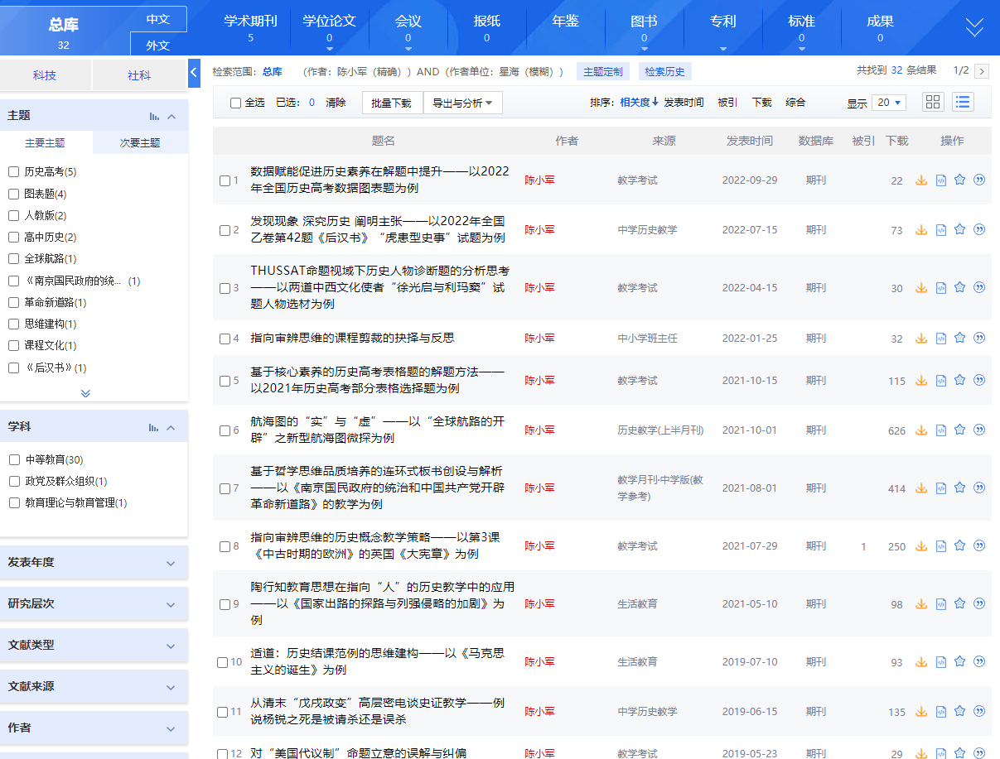 总库
32
中文
外文
学术期刊
5
学位论文
0
会议
0
报纸
0
年鉴
图书
0
专利
标准
0
成果
0
科技
社科
检索范围：总库 （作者：陈小军（精确））AND（作者单位：星海（模糊））
主题定制
检索历史
共找到 32 条结果 1/2
主题
主要主题
次要主题
历史高考(5)
图表题(4)
人教版(2)
高中历史(2)
全球航路(1)
《南京国民政府的统... (1)
革命新道路(1)
思维建构(1)
课程文化(1)
《后汉书》(1)
学科
中等教育(30)
政党及群众组织(1)
教育理论与教育管理(1)
发表年度
研究层次
文献类型
文献来源
作者
全选 已选：0 清除 批量下载 导出与分析 排序：相关度 发表时间 被引 下载 综合 显示 20
题名 作者 来源 发表时间 数据库 被引 下载 操作
1 数据赋能促进历史素养在解题中提升——以2022
年全国历史高考数据图表题为例
陈小军 教学考试 2022-09-29 期刊 22
2 发现现象 深究历史 阐明主张——以2022年全国
乙卷第42题《后汉书》“虎患型史事”试题为例
陈小军 中学历史教学 2022-07-15 期刊 73
3 THUSSAT命题视域下历史人物诊断题的分析思考
——以两道中西文化使者“徐光启与利玛窦”试
题人物选材为例
陈小军 教学考试 2022-04-15 期刊 30
4 指向审辨思维的课程剪裁的抉择与反思 陈小军 中小学班主任 2022-01-25 期刊 32
5 基于核心素养的历史高考表格题的解题方法——
以2021年历史高考部分表格选择题为例
陈小军 教学考试 2021-10-15 期刊 115
6 航海图的“实”与“虚”——以“全球航路的开
辟”之新型航海图微探为例
陈小军 历史教学(上半月刊) 2021-10-01 期刊 626
7 基于哲学思维品质培养的连环式板书创设与解析
——以《南京国民政府的统治和中国共产党开辟
革命新道路》的教学为例
陈小军 教学月刊·中学版(教
学参考)
2021-08-01 期刊 414
8 指向审辨思维的历史概念教学策略——以第3课
《中古时期的欧洲》的英国《大宪章》为例
陈小军 教学考试 2021-07-29 期刊 1 250
9 陶行知教育思想在指向“人”的历史教学中的应用
——以《国家出路的探路与列强侵略的加剧》为
例
陈小军 生活教育 2021-05-10 期刊 98
10 适道：历史结课范例的思维建构——以《马克思
主义的诞生》为例
陈小军 生活教育 2019-07-10 期刊 93
11 从清末“戊戌政变”高层密电谈史证教学——例
说杨锐之死是被请杀还是误杀
陈小军 中学历史教学 2019-06-15 期刊 135
12 对“美国代议制”命题立意的误解与纠偏 陈小军 教学考试 2019-05-23 期刊 29